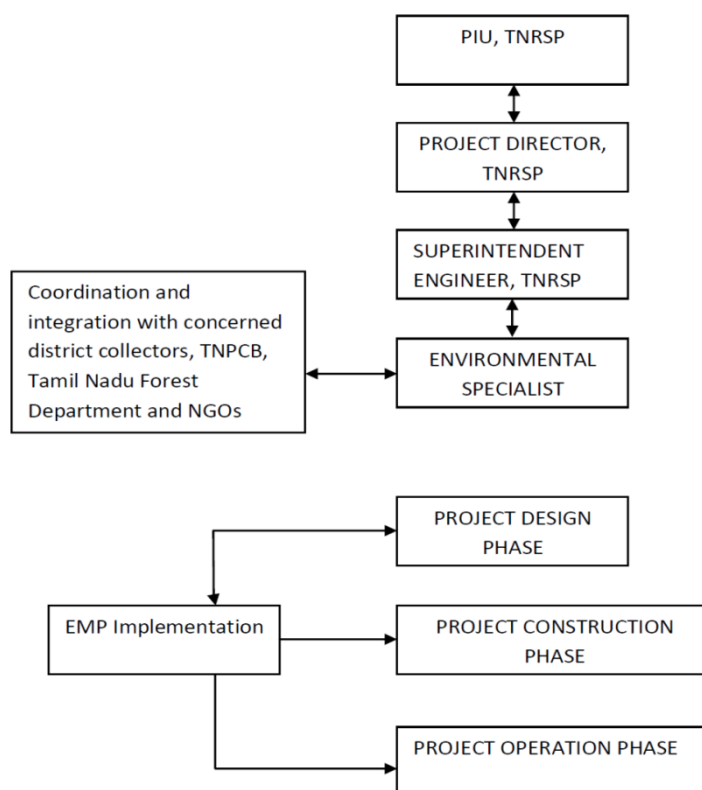 PIU, TNRSP
PROJECT DIRECTOR,
TNRSP
SUPERINTENDENT
ENGINEER, TNRSP
Coordination and
integration with concerned
district collectors, TNPCB,
Tamil Nadu Forest
Department and NGOs
ENVIRONMENTAL
SPECIALIST
PROJECT DESIGN
PHASE
EMP Implementation
PROJECT CONSTRUCTION
PHASE
PROJECT OPERATION PHASE